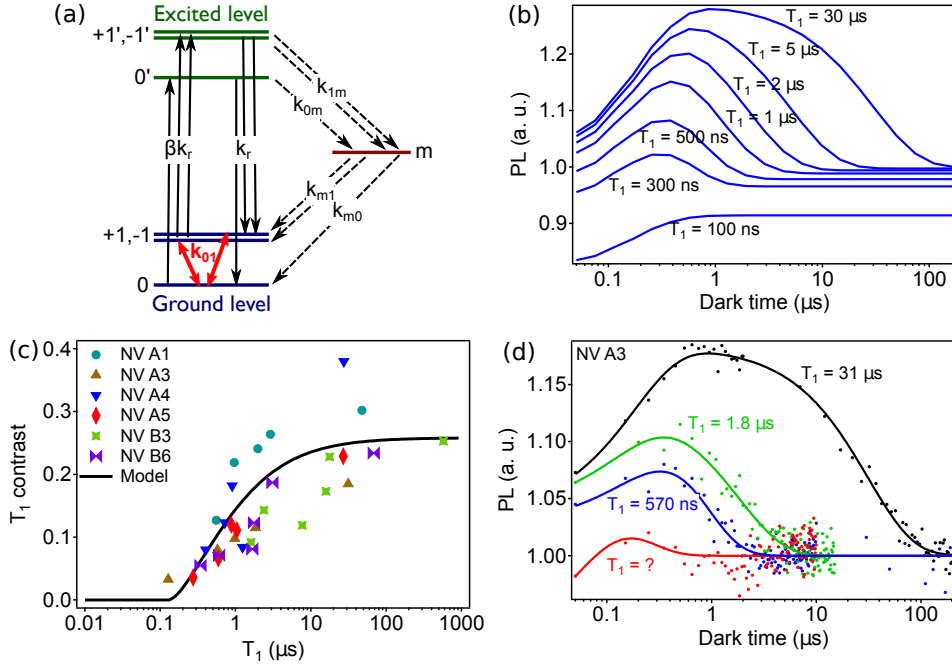 (a)
Excited level
+1',-1'
0'
k1m
k0m
βkr
kr
m
km1
km0
+1,-1
k01
0
Ground level
(b)
PL (a. u.)
1.2
1.1
1.0
0.9
T1 = 30 µs
T1 = 5 µs
T1 = 2 µs
T1 = 1 µs
T1 = 500 ns
T1 = 300 ns
T1 = 100 ns
0.1
1
10
100
Dark time (µs)
(c)
T1 contrast
0.4
0.3
0.2
0.1
0.0
NV A1
NV A3
NV A4
NV A5
NV B3
NV B6
Model
0.01
0.1
1
10
100
1000
T1 (µs)
(d)
NV A3
PL (a. u.)
1.15
1.10
1.05
1.00
T1 = 31 µs
T1 = 1.8 µs
T1 = 570 ns
T1 = ?
0.1
1
10
100
Dark time (µs)